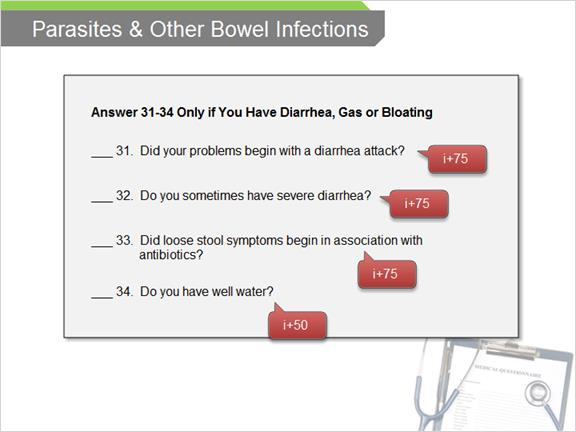 Parasites & Other Bowel Infections
Answer 31-34 Only if You Have Diarrhea, Gas or Bloating
___ 31. Did your problems begin with a diarrhea attack?
i+75
___ 32. Do you sometimes have severe diarrhea?
i+75
___ 33. Did loose stool symptoms begin in association with
antibiotics?
i+75
___ 34. Do you have well water?
i+50
MEDICAL QUESTIONNAIRE